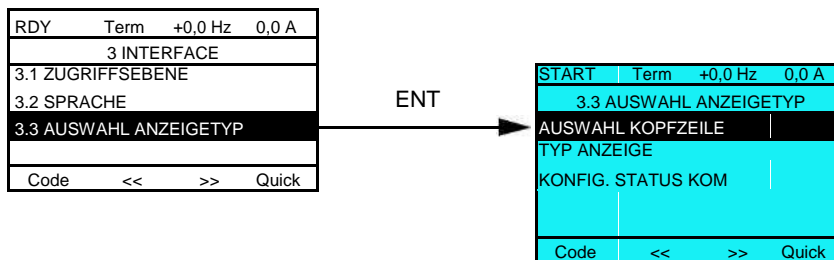 RDY Term +0,0 Hz 0,0 A
3 INTERFACE
3.1 ZUGRIFFSEBENE
3.2 SPRACHE
3.3 AUSWAHL ANZEIGETYP
Code << >> Quick
ENT
START Term +0,0 Hz 0,0 A
3.3 AUSWAHL ANZEIGETYP
AUSWAHL KOPFZEILE
TYP ANZEIGE
KONFIG. STATUS KOM
Code << >> Quick